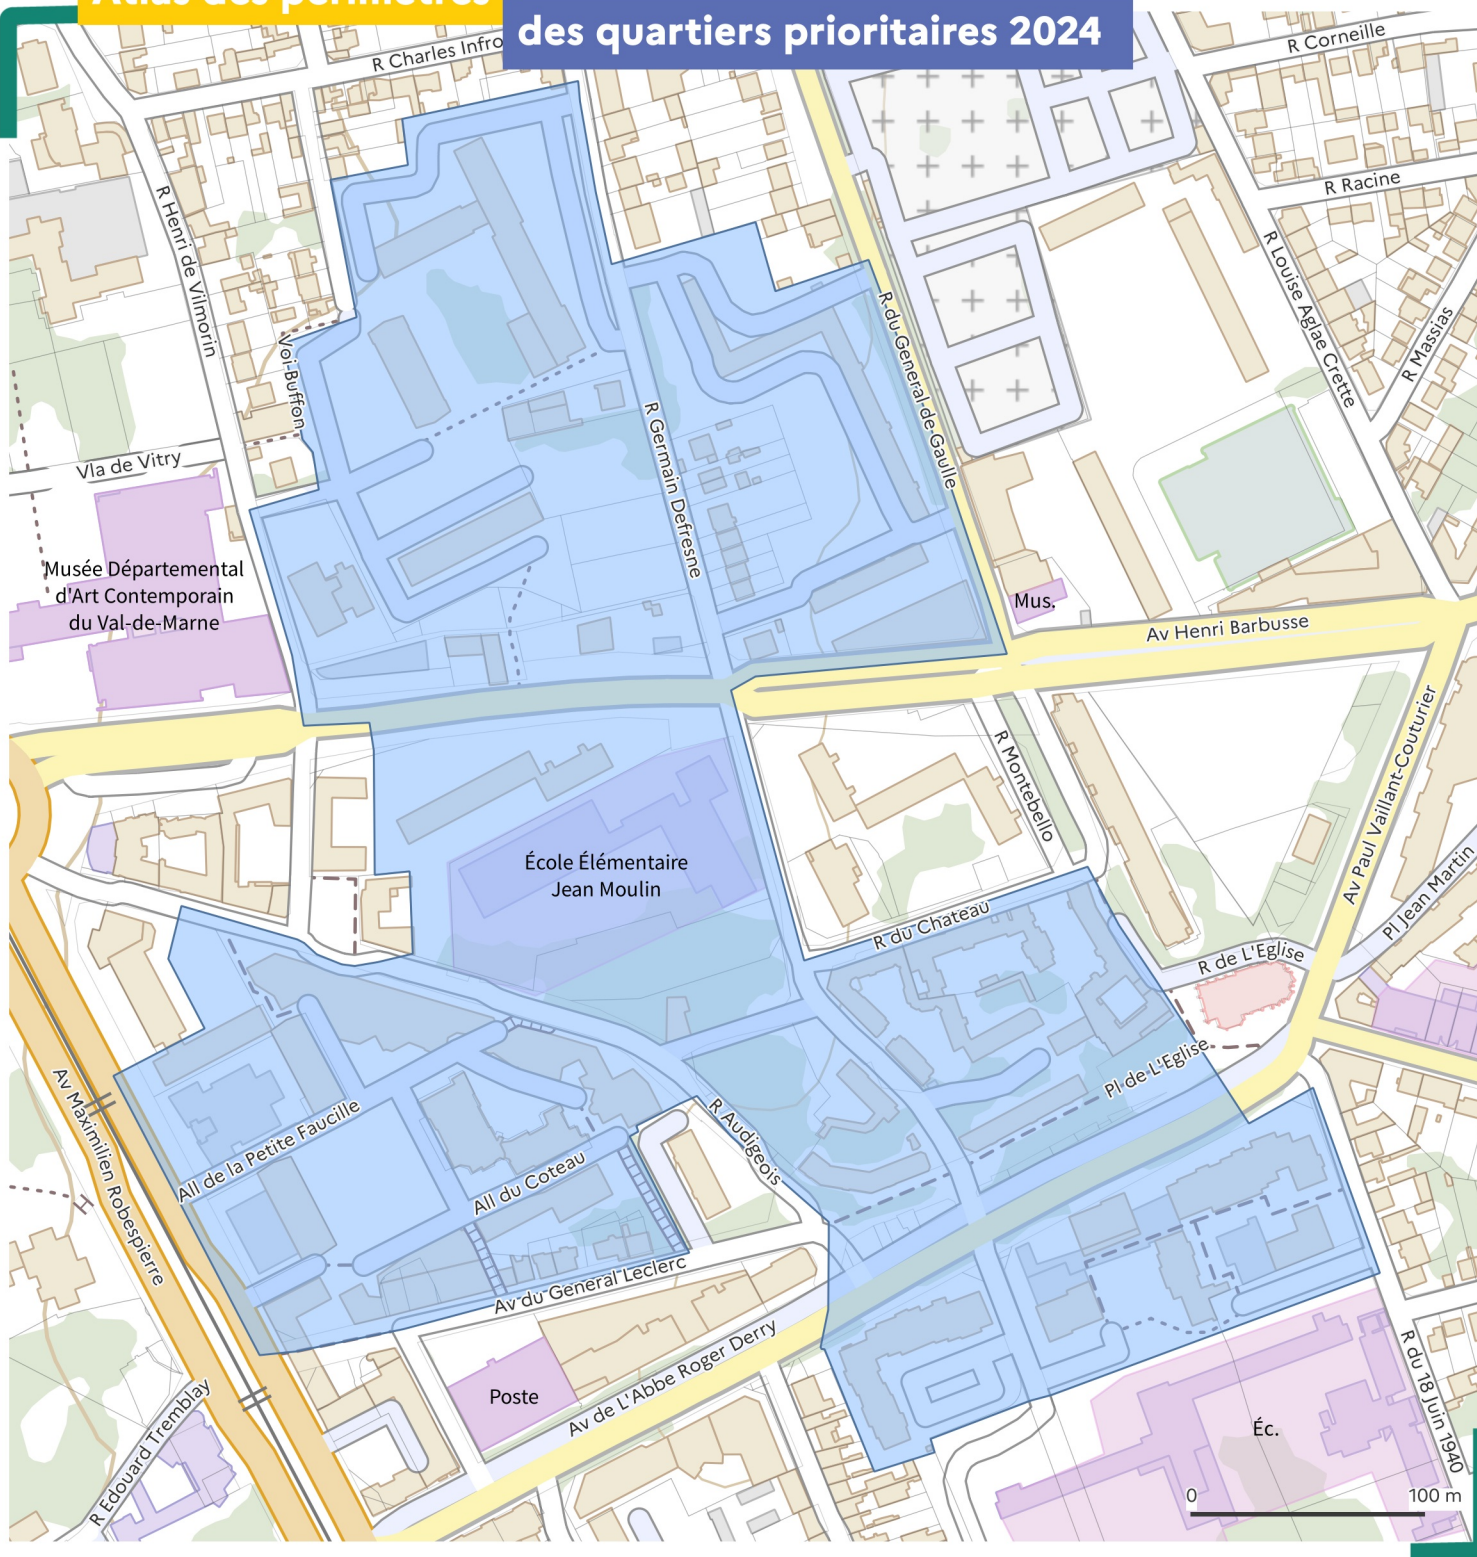 Atlas des périmètres
des quartiers prioritaires 2024
R Charles Infro
R Corneille
R Racine
R Henri de Vilmorin
R Louise Aglae Crette
R Massias
Voi Buffon
R du General de Gaulle
R Germain Defresne
Vla de Vitry
Musée Départemental
d'Art Contemporain
du Val-de-Marne
Mus.
Av Henri Barbusse
R Montebello
Av Paul Vaillant-Couturier
École Élémentaire
Jean Moulin
Pl Jean Martin
R du Chateau
R de L'Eglise
Pl de L'Eglise
Av Maximilien Robespierre
All de la Petite Faucille
R Audigeois
All du Coteau
Av du General Leclerc
Poste
Av de L'Abbe Roger Derry
R du 18 Juin 1940
Éc.
R Edouard Tremblay
0 100 m